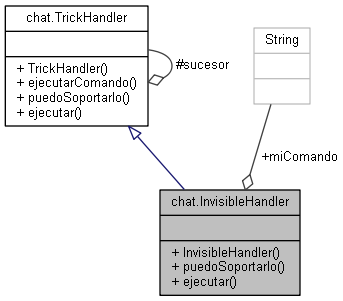 chat.TrickHandler
+ TrickHandler()
+ ejecutarComando()
+ puedoSoportarlo()
+ ejecutar()
#sucesor
String
+miComando
chat.InvisibleHandler
+ InvisibleHandler()
+ puedoSoportarlo()
+ ejecutar()